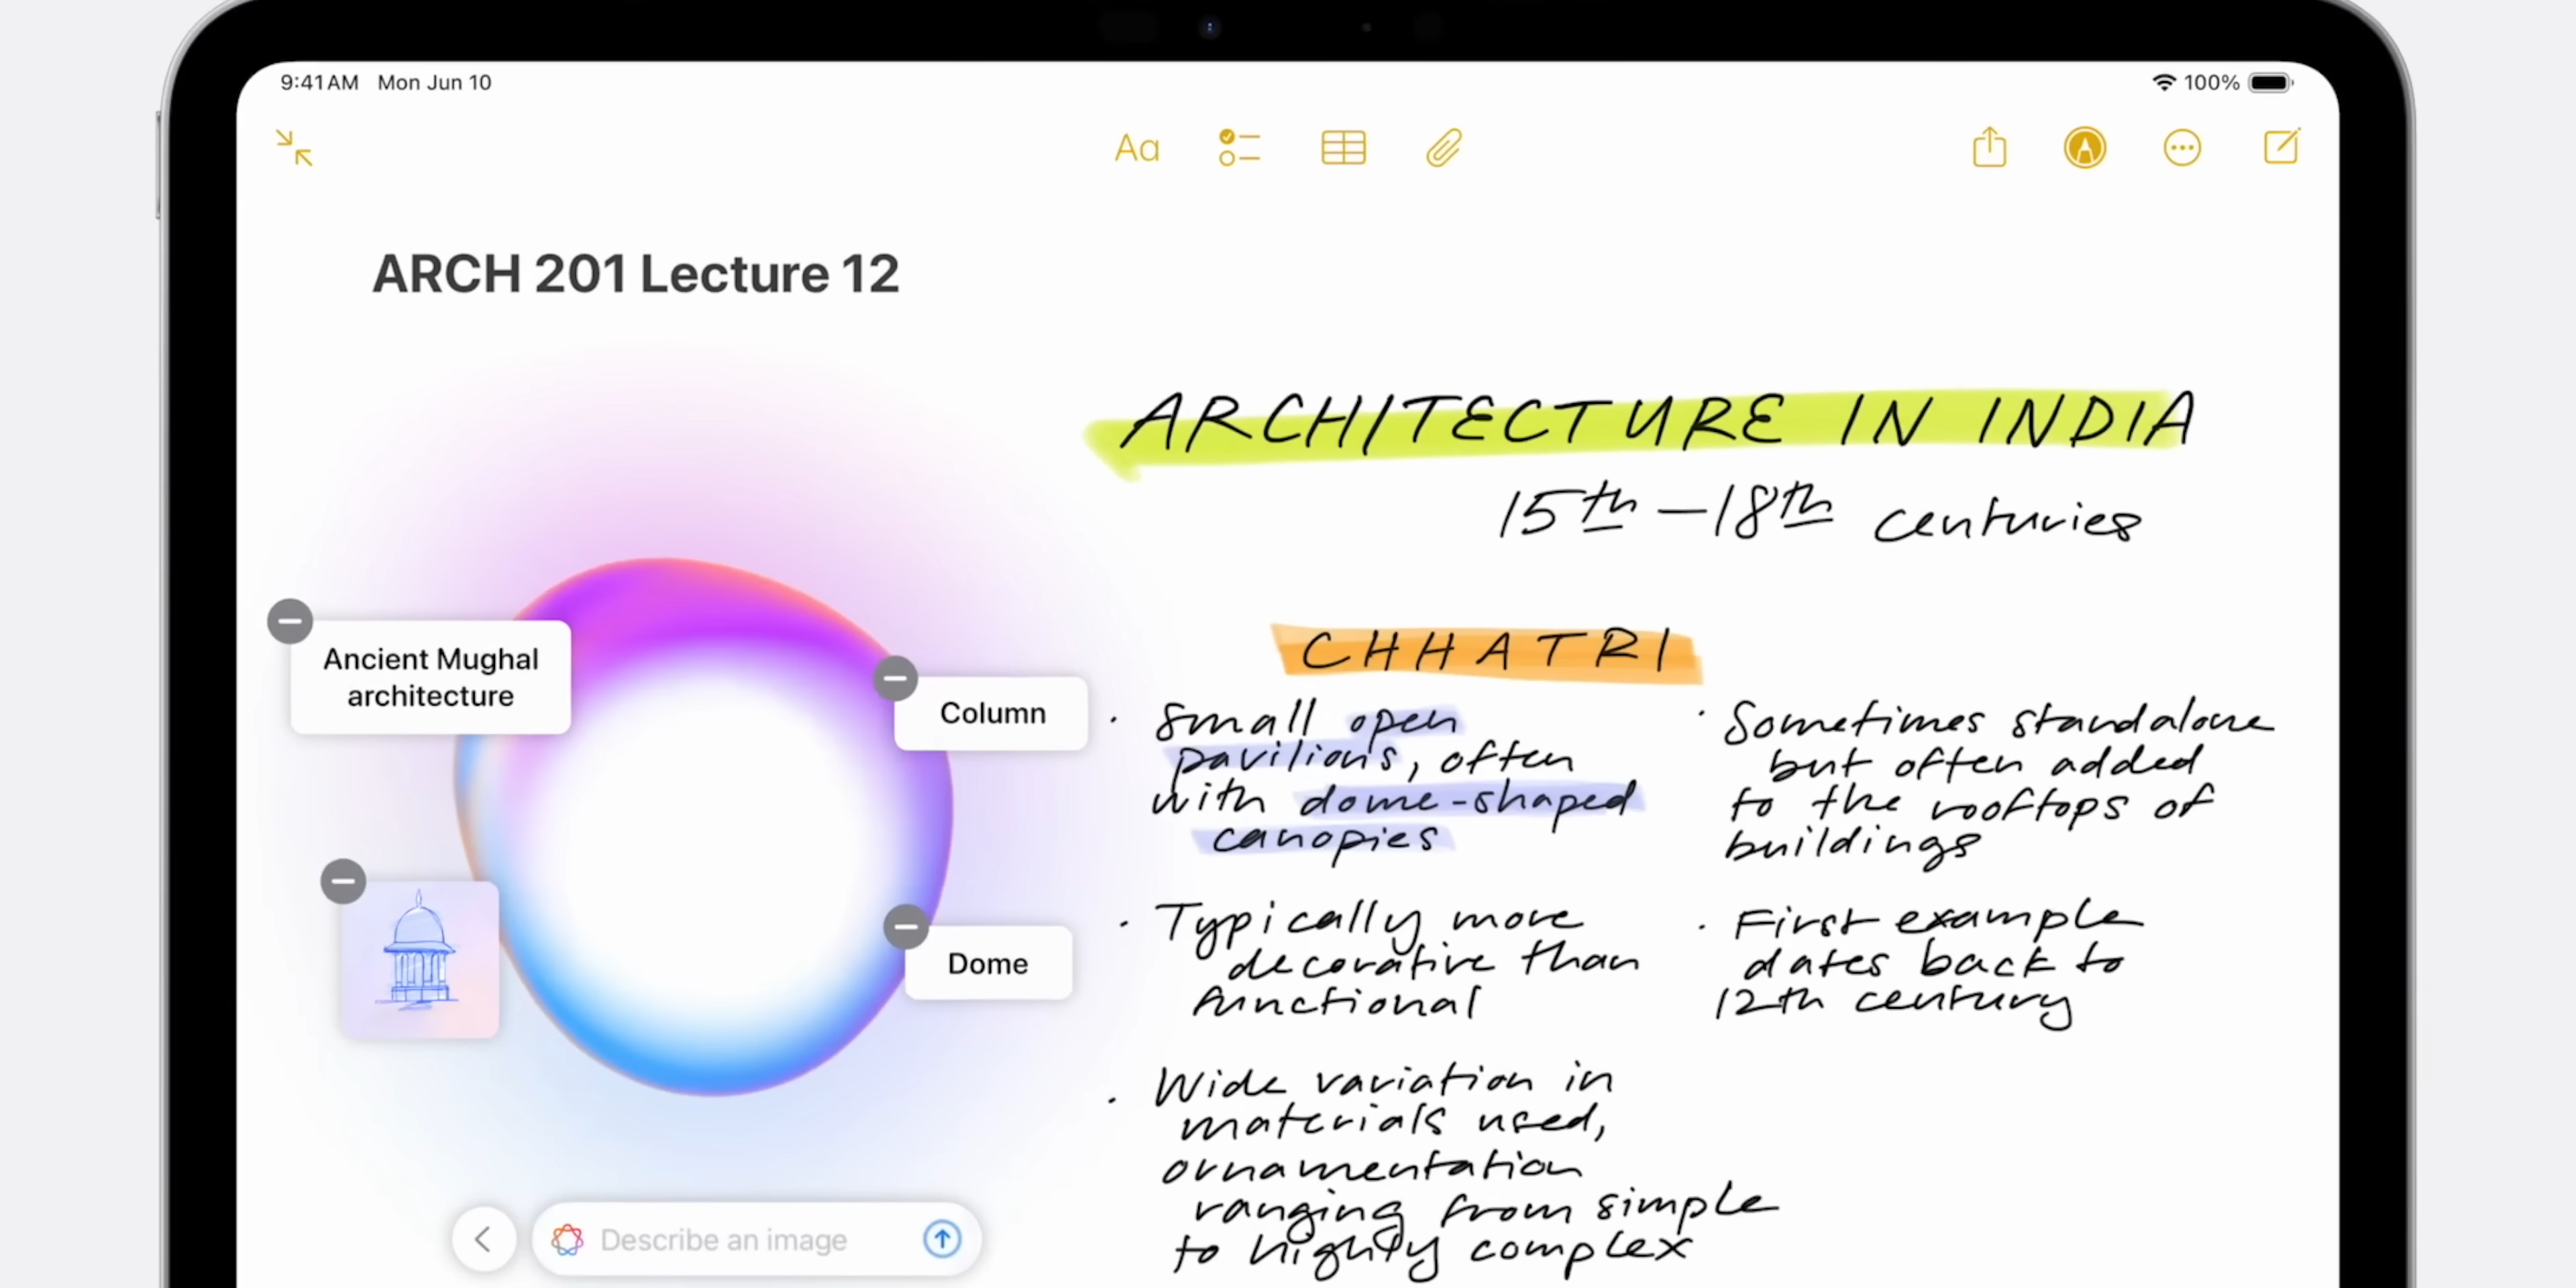 9:41 AM Mon Jun 10
100%
Aa
ARCH 201 Lecture 12
ARCHITECTURE IN INDIA
15th – 18th centuries
Ancient Mughal
architecture
Column
Dome
Describe an image
CHHATRI
· Small open
pavilions, often
with dome-shaped
canopies
· Typically more
decorative than
functional
· Wide variation in
materials used,
ornamentation
ranging from simple
to highly complex
· Sometimes standalone
but often added
to the rooftops of
buildings
· First example
dates back to
12th century